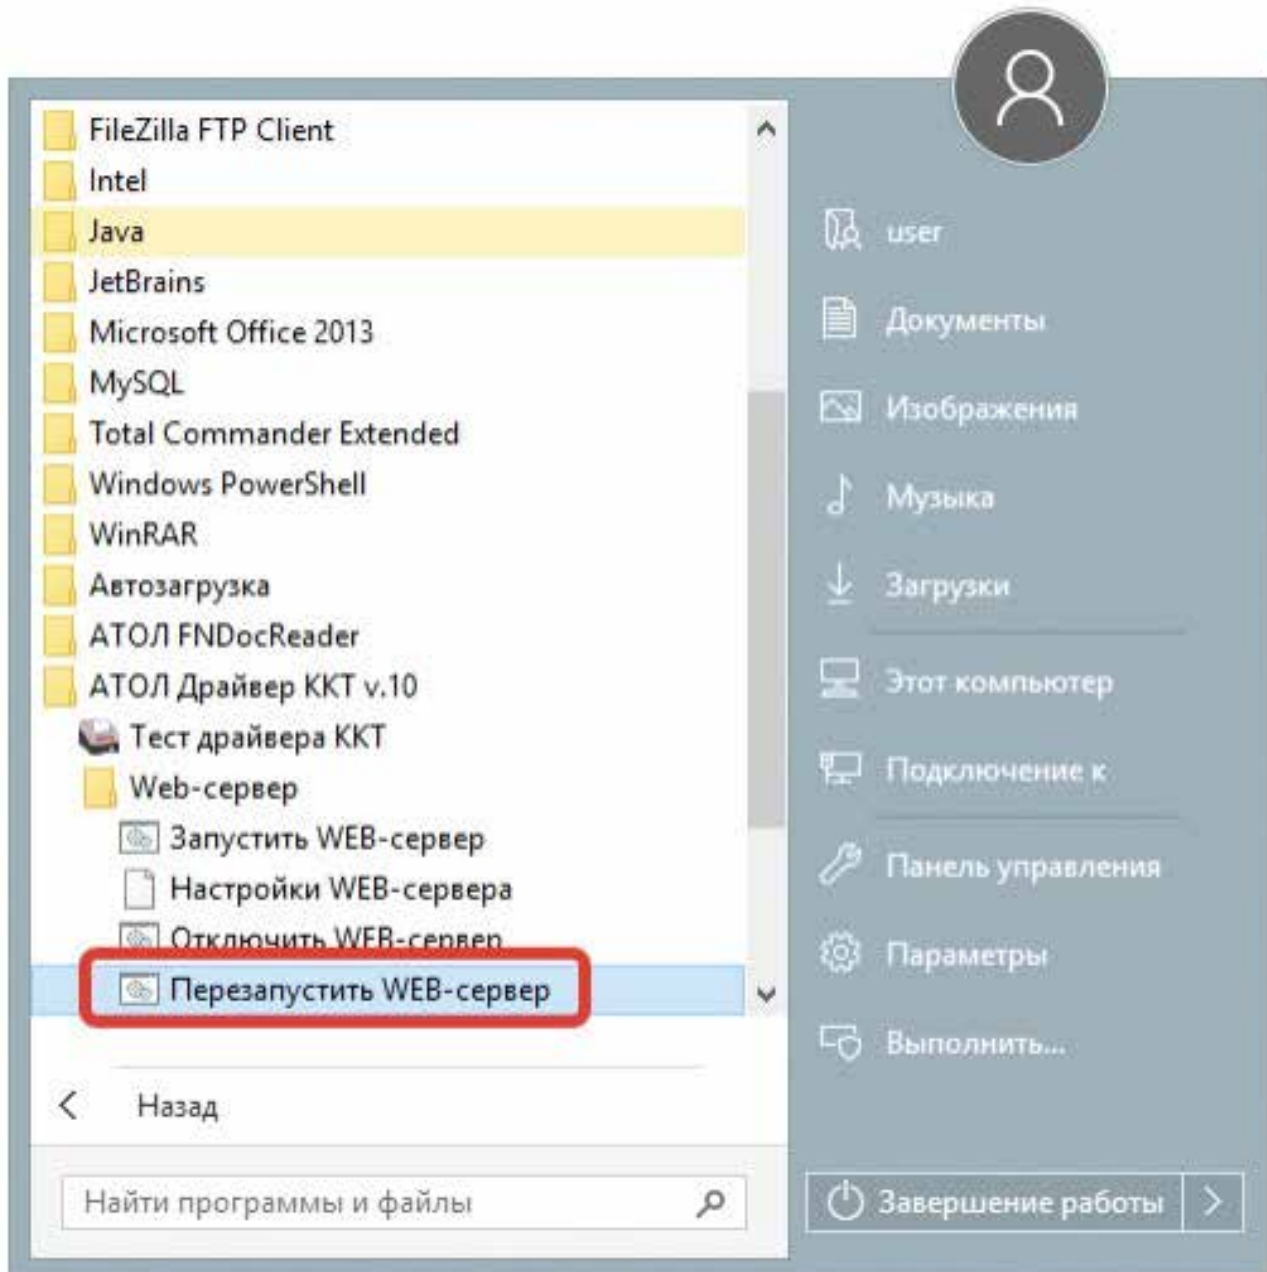 FileZilla FTP Client
Intel
Java
JetBrains
Microsoft Office 2013
MySQL
Total Commander Extended
Windows PowerShell
WinRAR
Автозагрузка
АТОЛ FNDocReader
АТОЛ Драйвер ККТ v.10
Тест драйвера ККТ
Web-сервер
Запустить WEB-сервер
Настройки WEB-сервера
Отключить WEB-сервер
Перезапустить WEB-сервер
Назад
Найти программы и файлы
user
Документы
Изображения
Музыка
Загрузки
Этот компьютер
Подключение к
Панель управления
Параметры
Выполнить...
Завершение работы